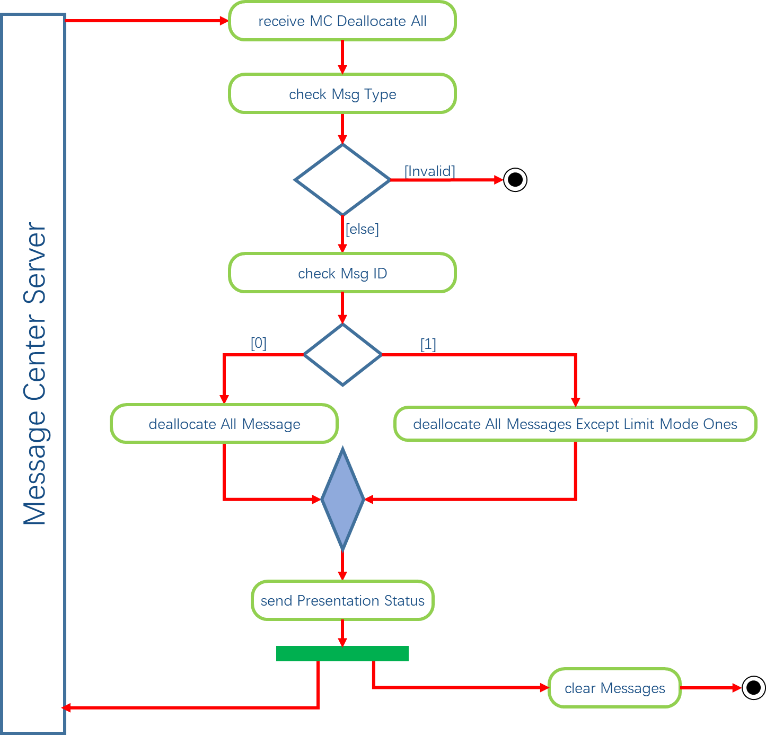 receive MC Deallocate All
check Msg Type
[Invalid]
[else]
check Msg ID
[0]
[1]
deallocate All Message
deallocate All Messages Except Limit Mode Ones
send Presentation Status
clear Messages
Message Center Server